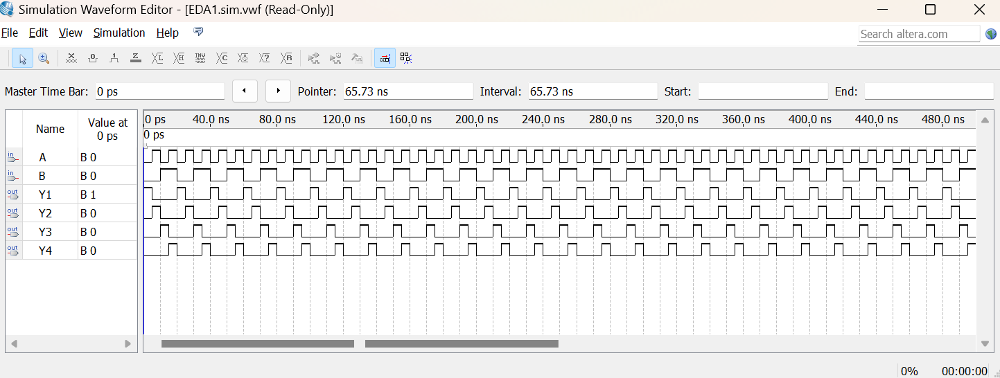 Simulation Waveform Editor - [EDA1.sim.vwf (Read-Only)]
File Edit View Simulation Help
Search altera.com
Master Time Bar: 0 ps Pointer: 65.73 ns Interval: 65.73 ns Start: End:
Name Value at 0 ps
0 ps 40.0 ns 80.0 ns 120.0 ns 160.0 ns 200.0 ns 240.0 ns 280.0 ns 320.0 ns 360.0 ns 400.0 ns 440.0 ns 480.0 ns
0 ps
in A B 0
in B B 0
out Y1 B 1
out Y2 B 0
out Y3 B 0
out Y4 B 0
0% 00:00:00